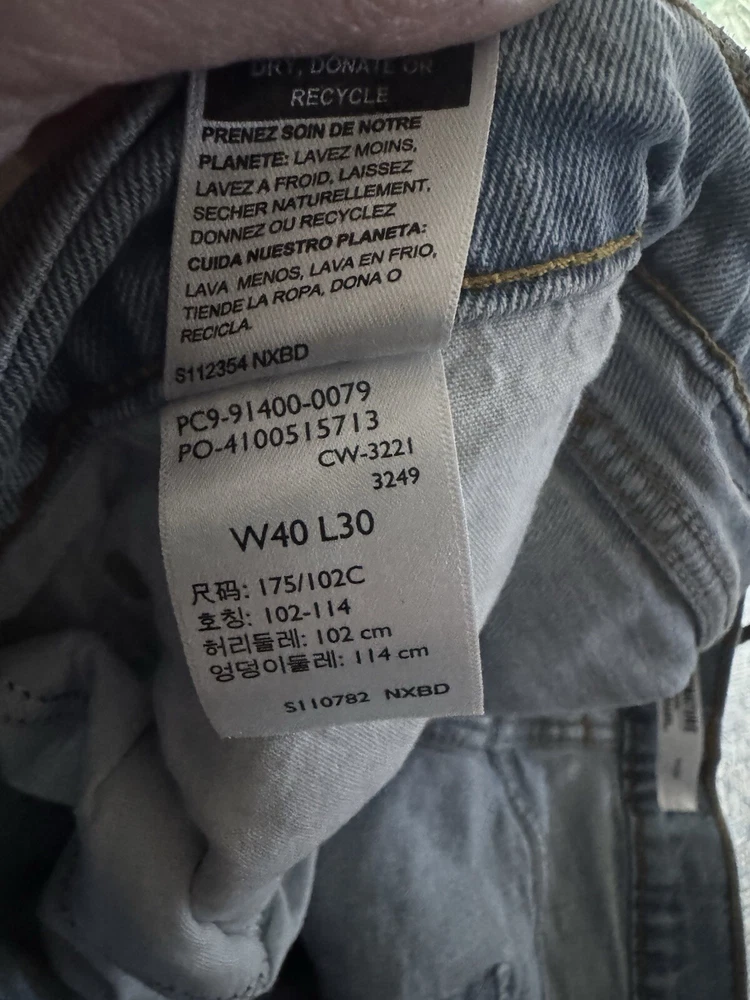 DRY, DONATE OR
RECYCLE
PRENEZ SOIN DE NOTRE
PLANETE: LAVEZ MOINS,
LAVEZ A FROID, LAISSEZ
SECHER NATURELLEMENT,
DONNEZ OU RECYCLEZ
CUIDA NUESTRO PLANETA:
LAVA MENOS, LAVA EN FRIO,
TIENDE LA ROPA, DONA O
RECICLA.
S112354 NXBD
PC9-91400-0079
PO-4100515713
CW-3221
3249
W40 L30
尺码: 175/102C
호칭: 102-114
허리둘레: 102 cm
엉덩이둘레: 114 cm
S110782 NXBD